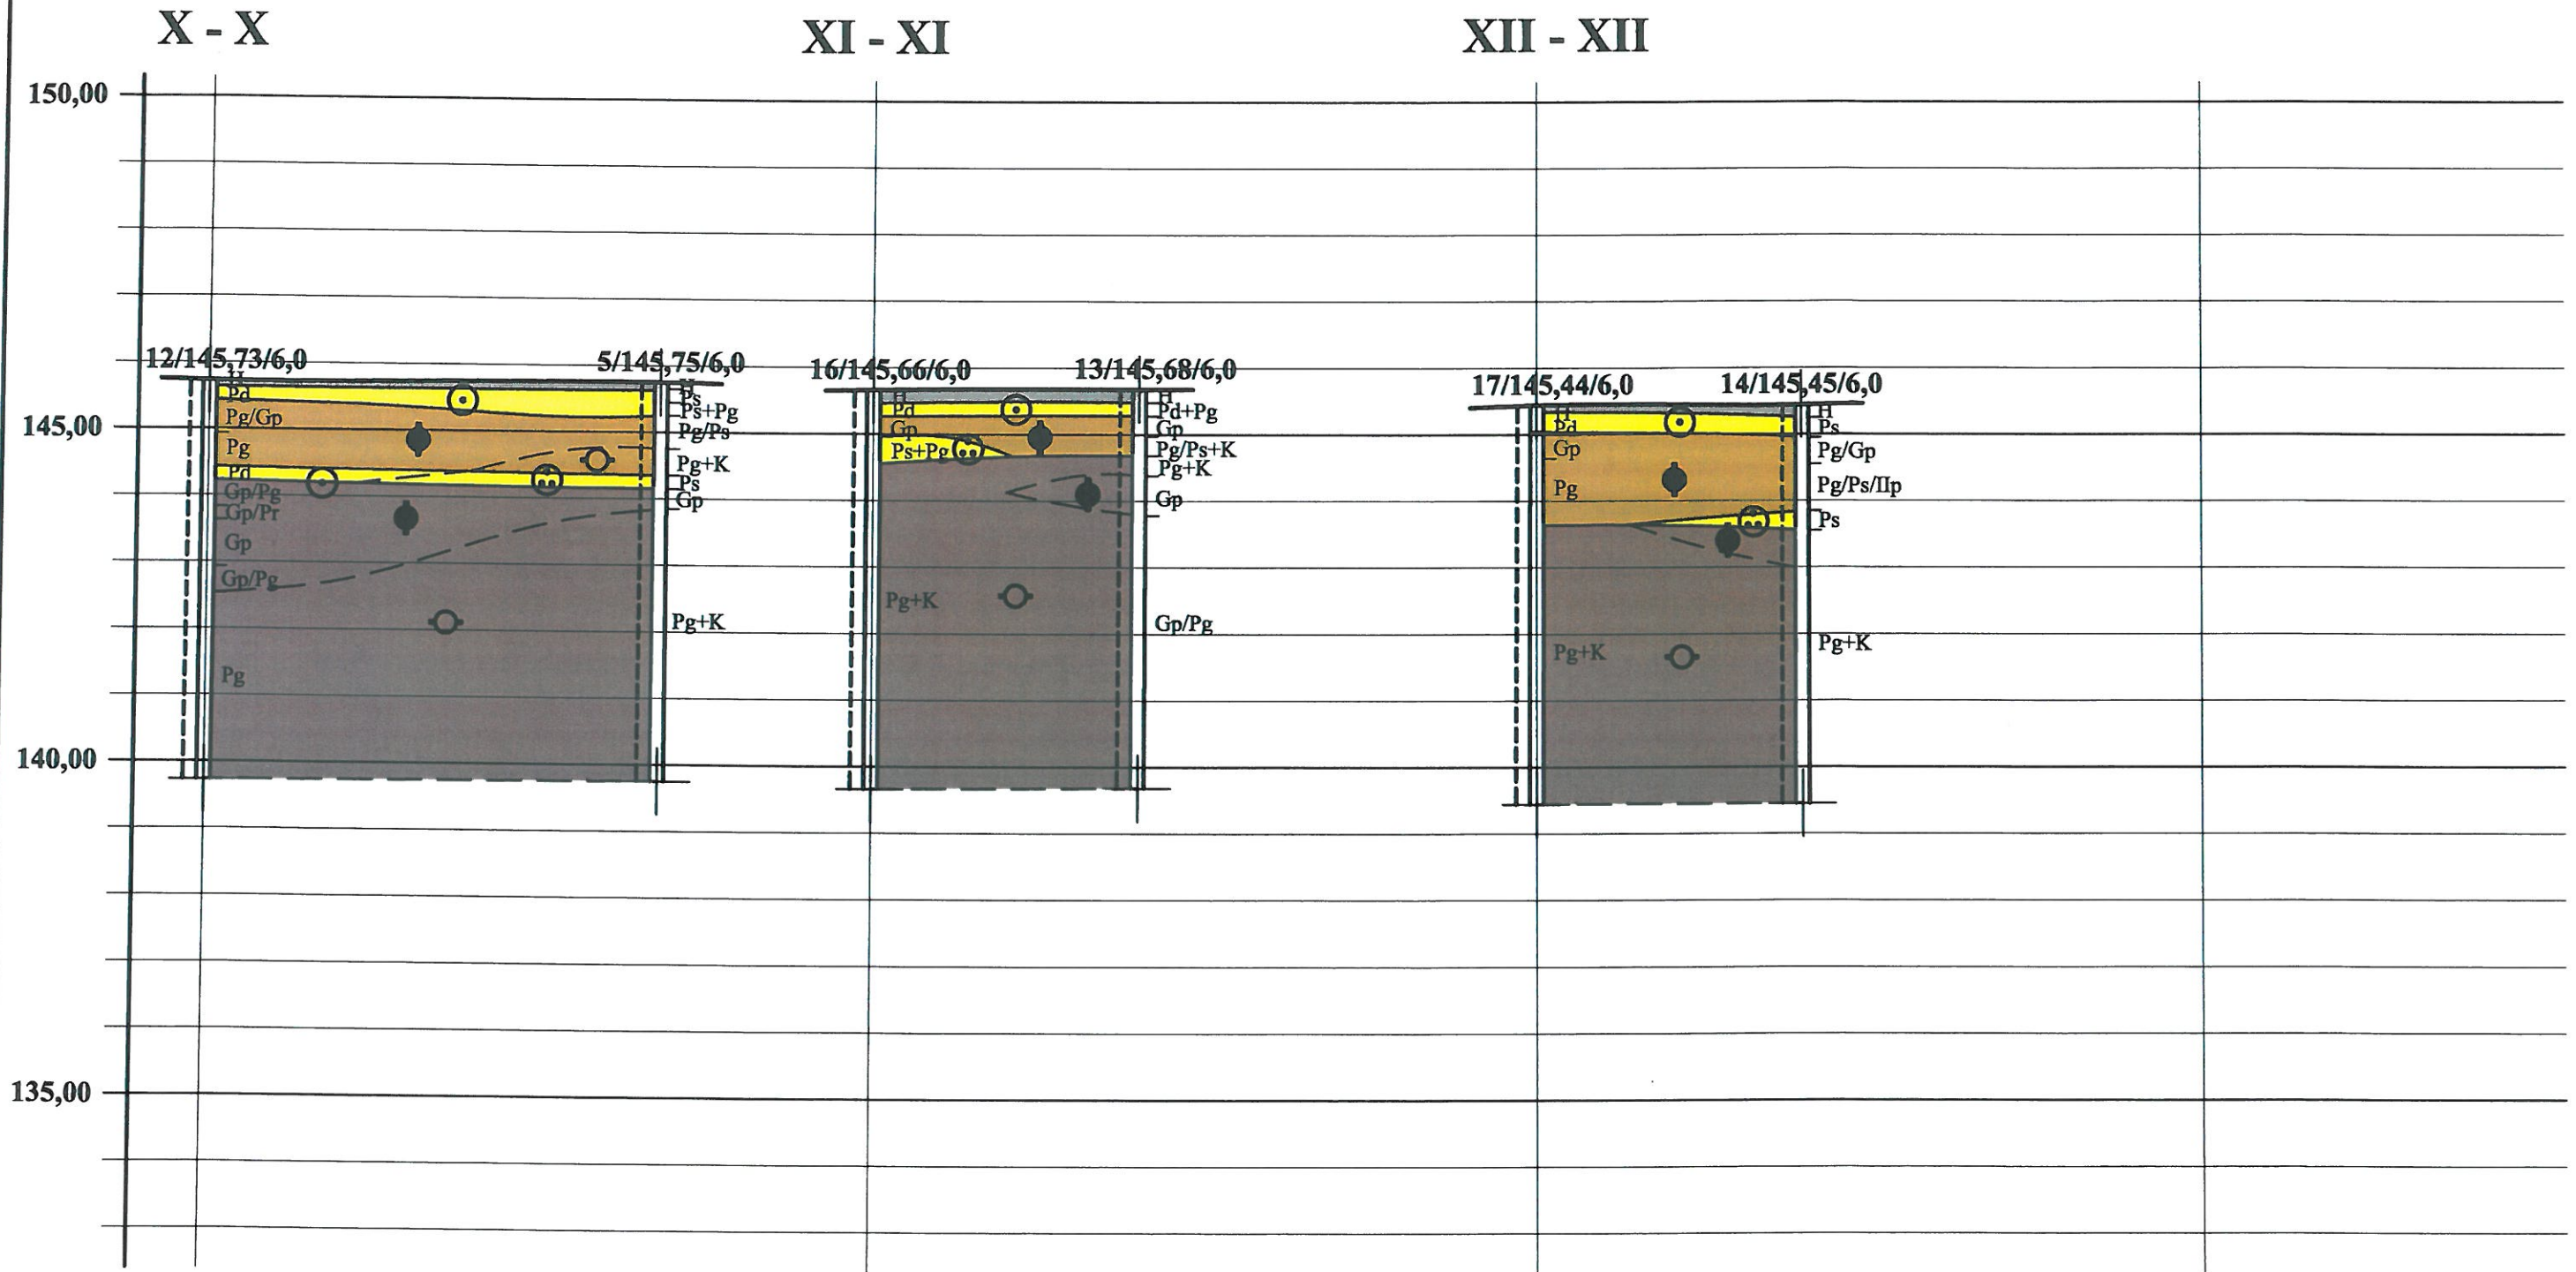 X - X
XI - XI
XII - XII
150,00
145,00
140,00
135,00
12/145,73/6,0
5/145,75/6,0
H
Pd
Pg/Gp
Pg
Pd
Gp/Pg
Gp/Pr
Gp
Gp/Pg
Pg
H
Ps
Ps+Pg
Pg/Ps
Pg+K
Ps
Gp
Pg+K
16/145,66/6,0
13/145,68/6,0
H
Pd
Gp
Ps+Pg
Pg+K
H
Pd+Pg
Gp
Pg/Ps+K
Pg+K
Gp
Gp/Pg
17/145,44/6,0
14/145,45/6,0
H
Pd
Gp
Pg
Pg+K
H
Ps
Pg/Gp
Pg/Ps/IIp
Ps
Pg+K